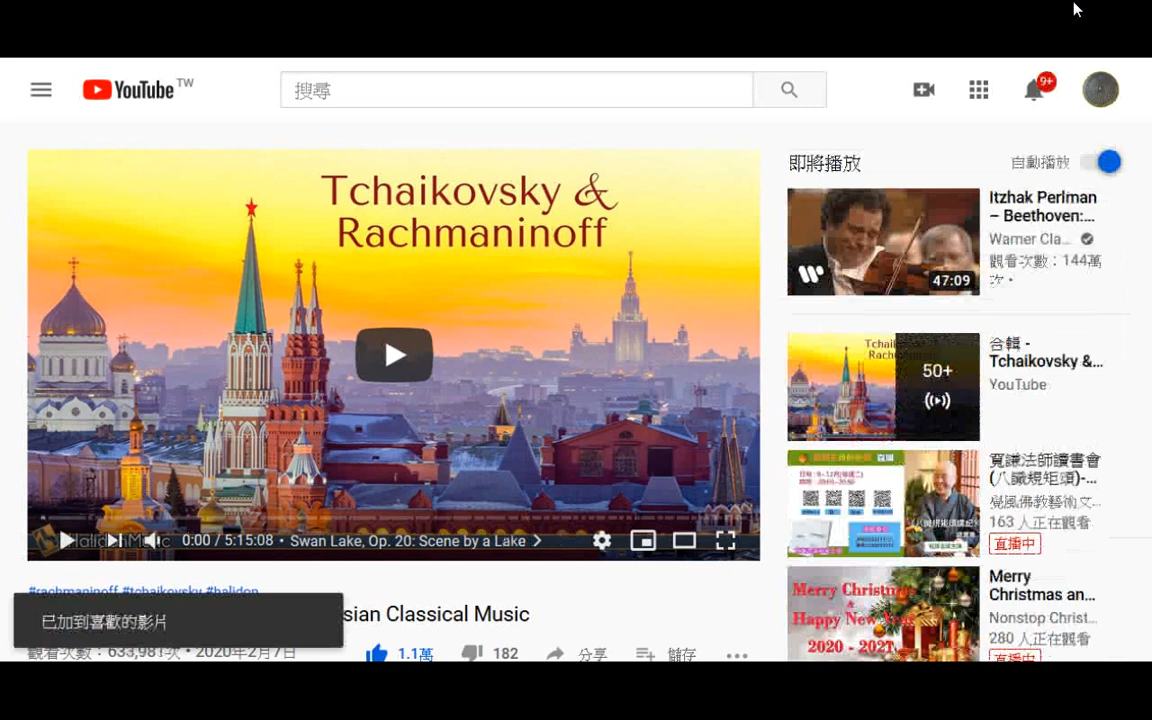 YouTube TW
搜尋
9+
Tchaikovsky &
Rachmaninoff
0:00 / 5:15:08 • Swan Lake, Op. 20: Scene by a Lake
#rachmaninoff #tchaikovsky #halidon
sian Classical Music
已加到喜歡的影片
觀看次數：633,981次 • 2020年2月7日
1.1萬
182
分享
儲存
即將播放
自動播放
47:09
Itzhak Perlman
– Beethoven:...
Warner Cla...
觀看次數：144萬
次 •
50+
合輯 -
Tchaikovsky &...
YouTube
直播
寬謙法師讀書會
(八識規矩頌)-...
覺風佛教藝術文...
163 人正在觀看
直播中
Merry Christmas
&
Happy New Year
2020 - 2021
Merry
Christmas an...
Nonstop Christ...
280 人正在觀看
直播中